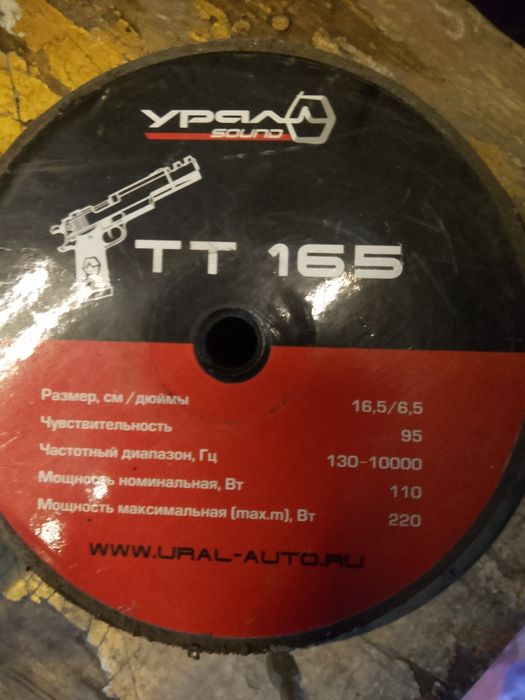 Урал
SOUND
ТТ 165
Размер, см / дюймы 16,5/6,5
Чувствительность 95
Частотный диапазон, Гц 130-10000
Мощность номинальная, Вт 110
Мощность максимальная (max.m), Вт 220
WWW.URAL-AUTO.RU